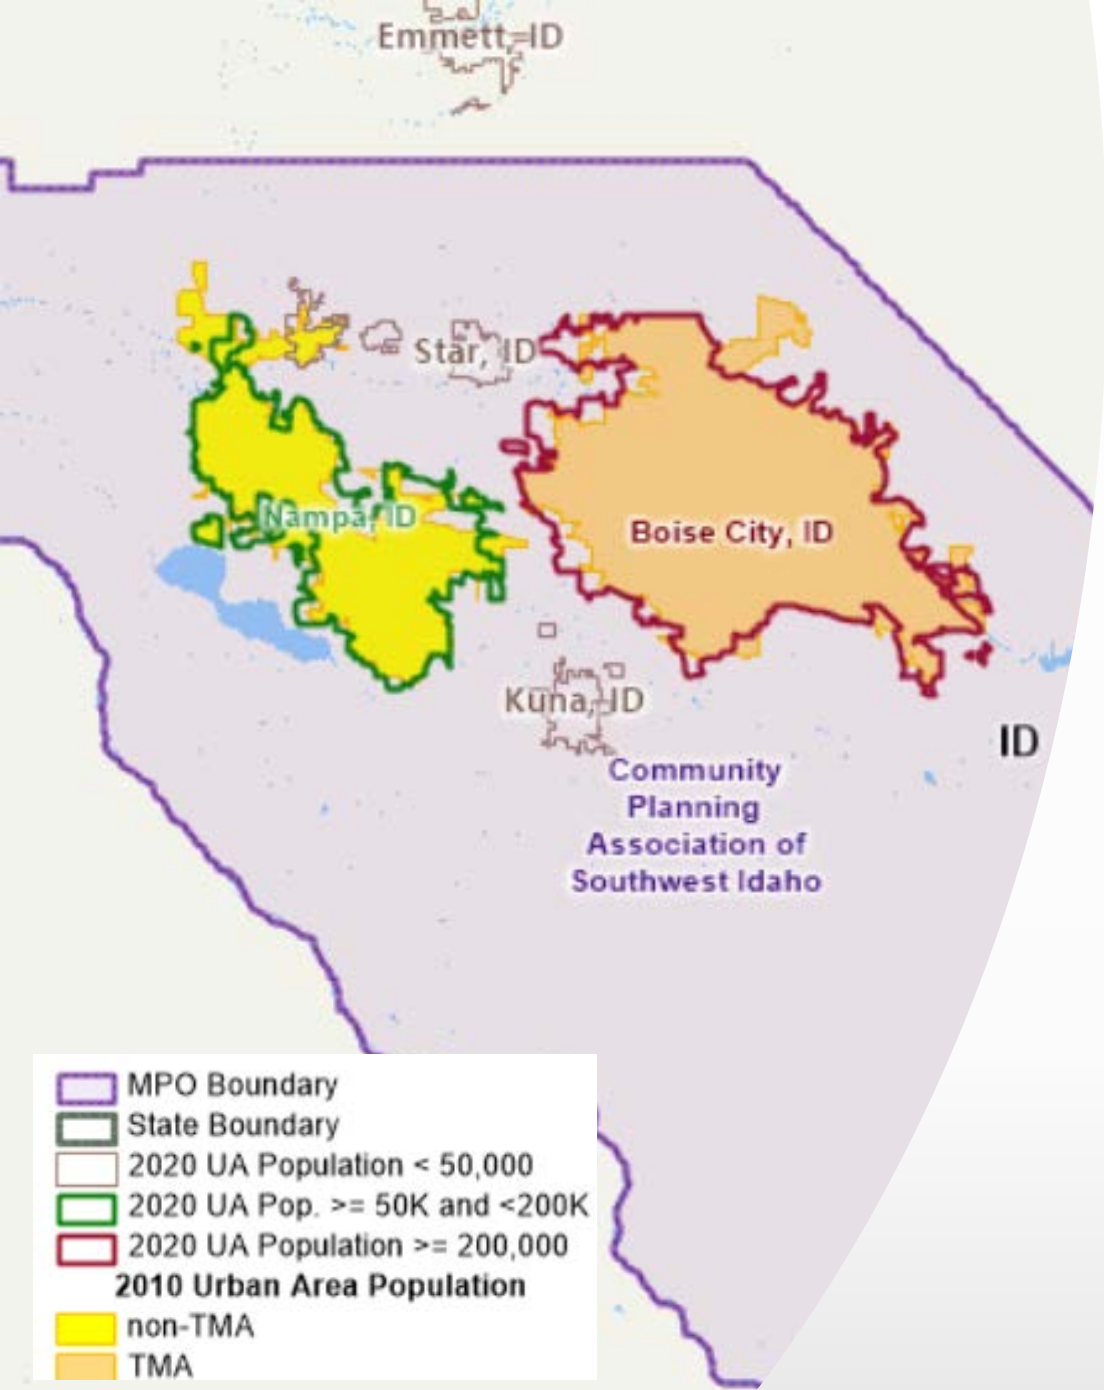 Emmett, ID
Star, ID
Nampa, ID
Boise City, ID
Kuna, ID
ID
Community
Planning
Association of
Southwest Idaho
MPO Boundary
State Boundary
2020 UA Population < 50,000
2020 UA Pop. >= 50K and <200K
2020 UA Population >= 200,000
2010 Urban Area Population
non-TMA
TMA